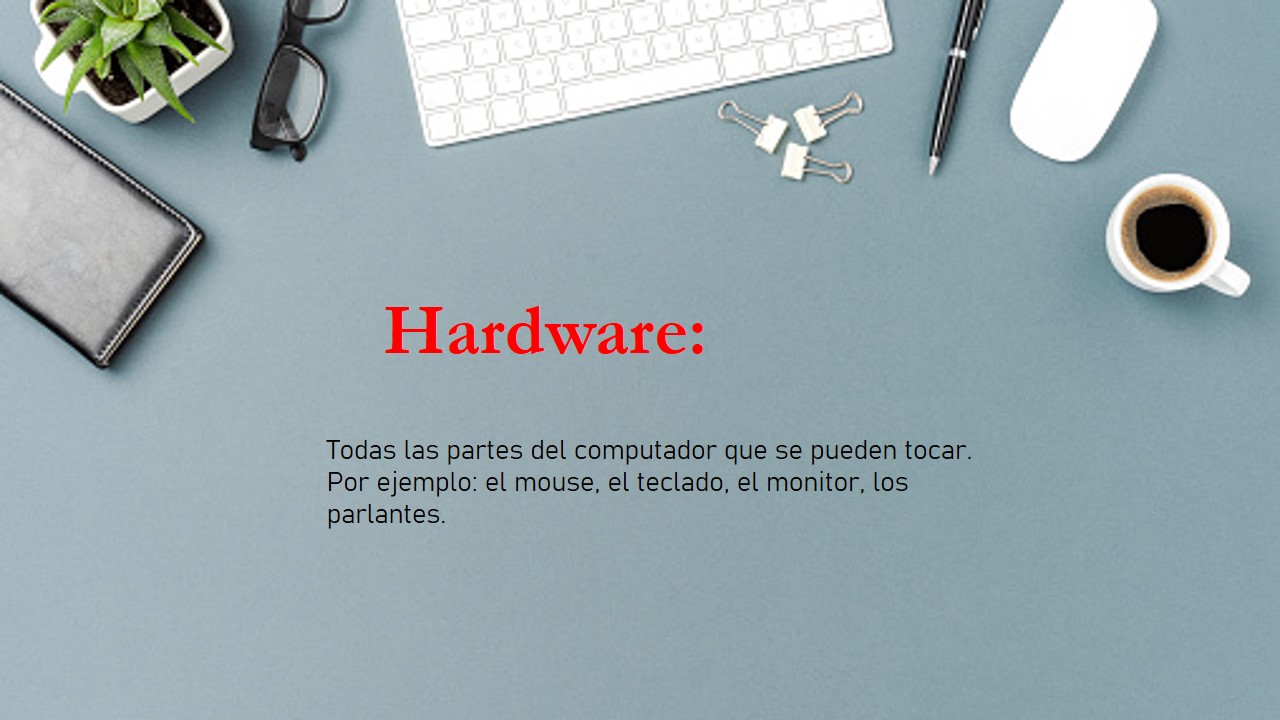 Hardware:
Todas las partes del computador que se pueden tocar.
Por ejemplo: el mouse, el teclado, el monitor, los
parlantes.